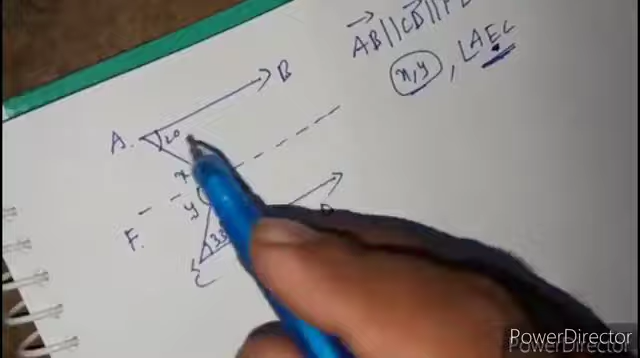 AB||CD||
x,y, ∠AEC
B
A.
20
x
y
F.
33
C
D
PowerDirector